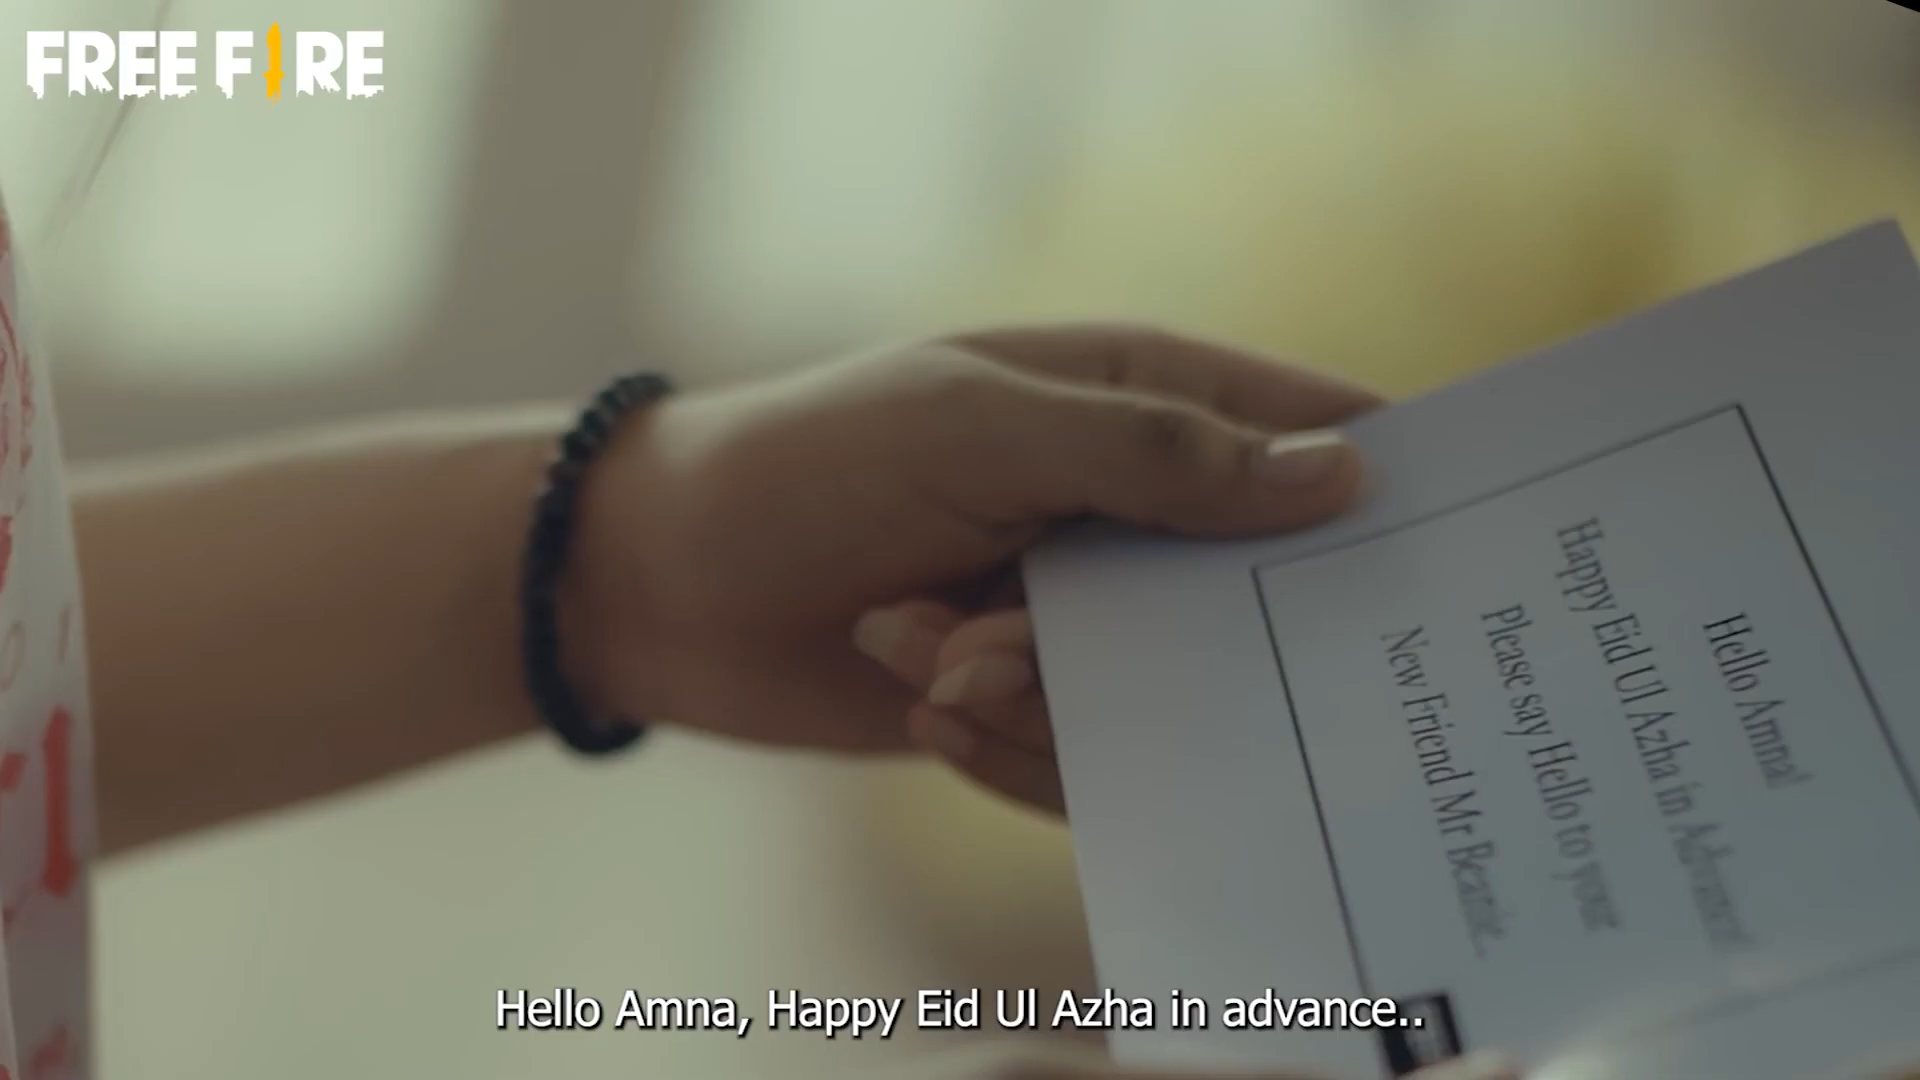 FREE FIRE
Hello Amna!
Happy Eid Ul Azha in Advance!
Please say Hello to your
New Friend Mr Beanie.
Hello Amna, Happy Eid Ul Azha in advance..